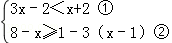 3x-2<x+2 ①
8-x⩾1-3（x-1）②